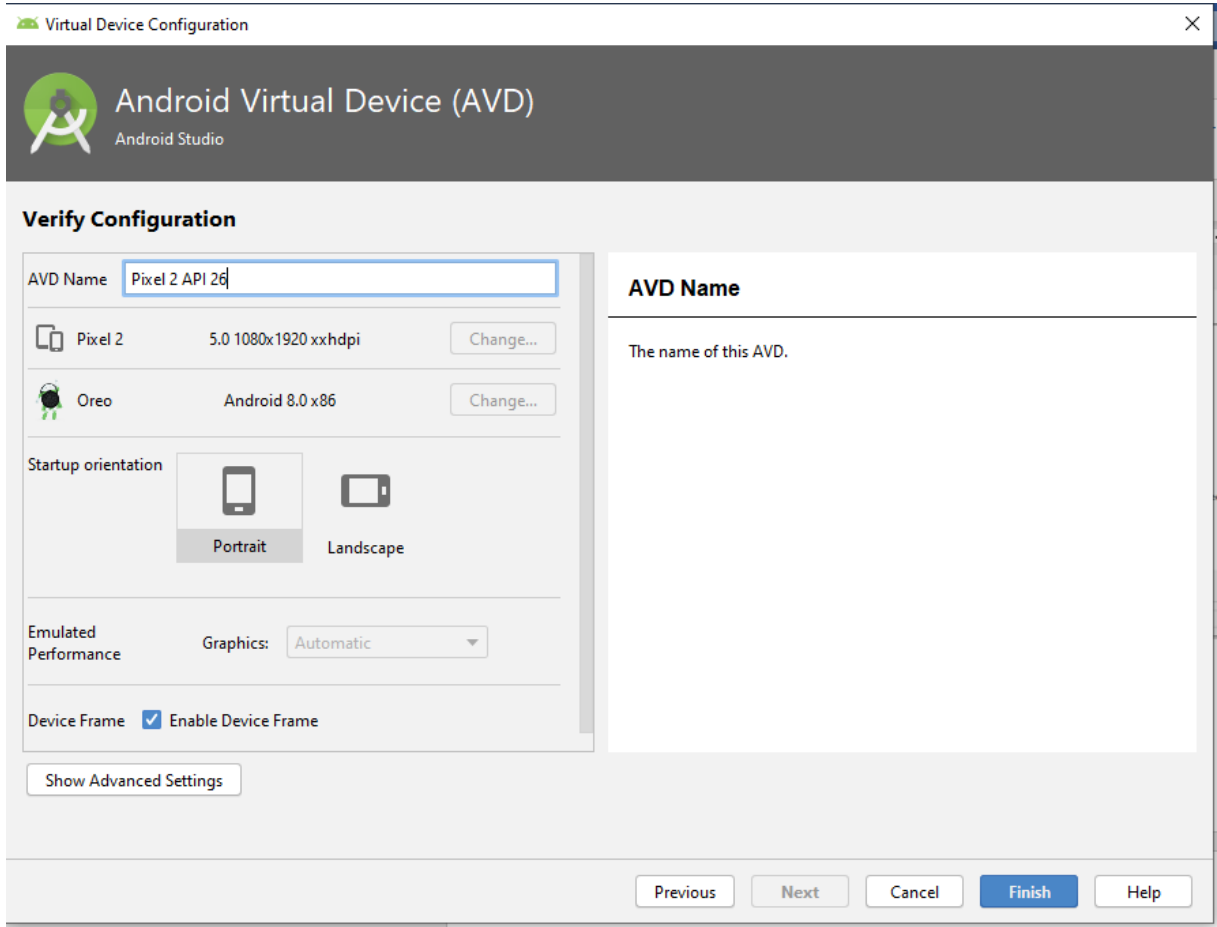 Virtual Device Configuration
Android Virtual Device (AVD)
Android Studio
Verify Configuration
AVD Name Pixel 2 API 26
Pixel 2 5.0 1080x1920 xxhdpi Change...
Oreo Android 8.0 x86 Change...
Startup orientation
Portrait
Landscape
Emulated
Performance
Graphics: Automatic
Device Frame Enable Device Frame
Show Advanced Settings
AVD Name
The name of this AVD.
Previous Next Cancel Finish Help